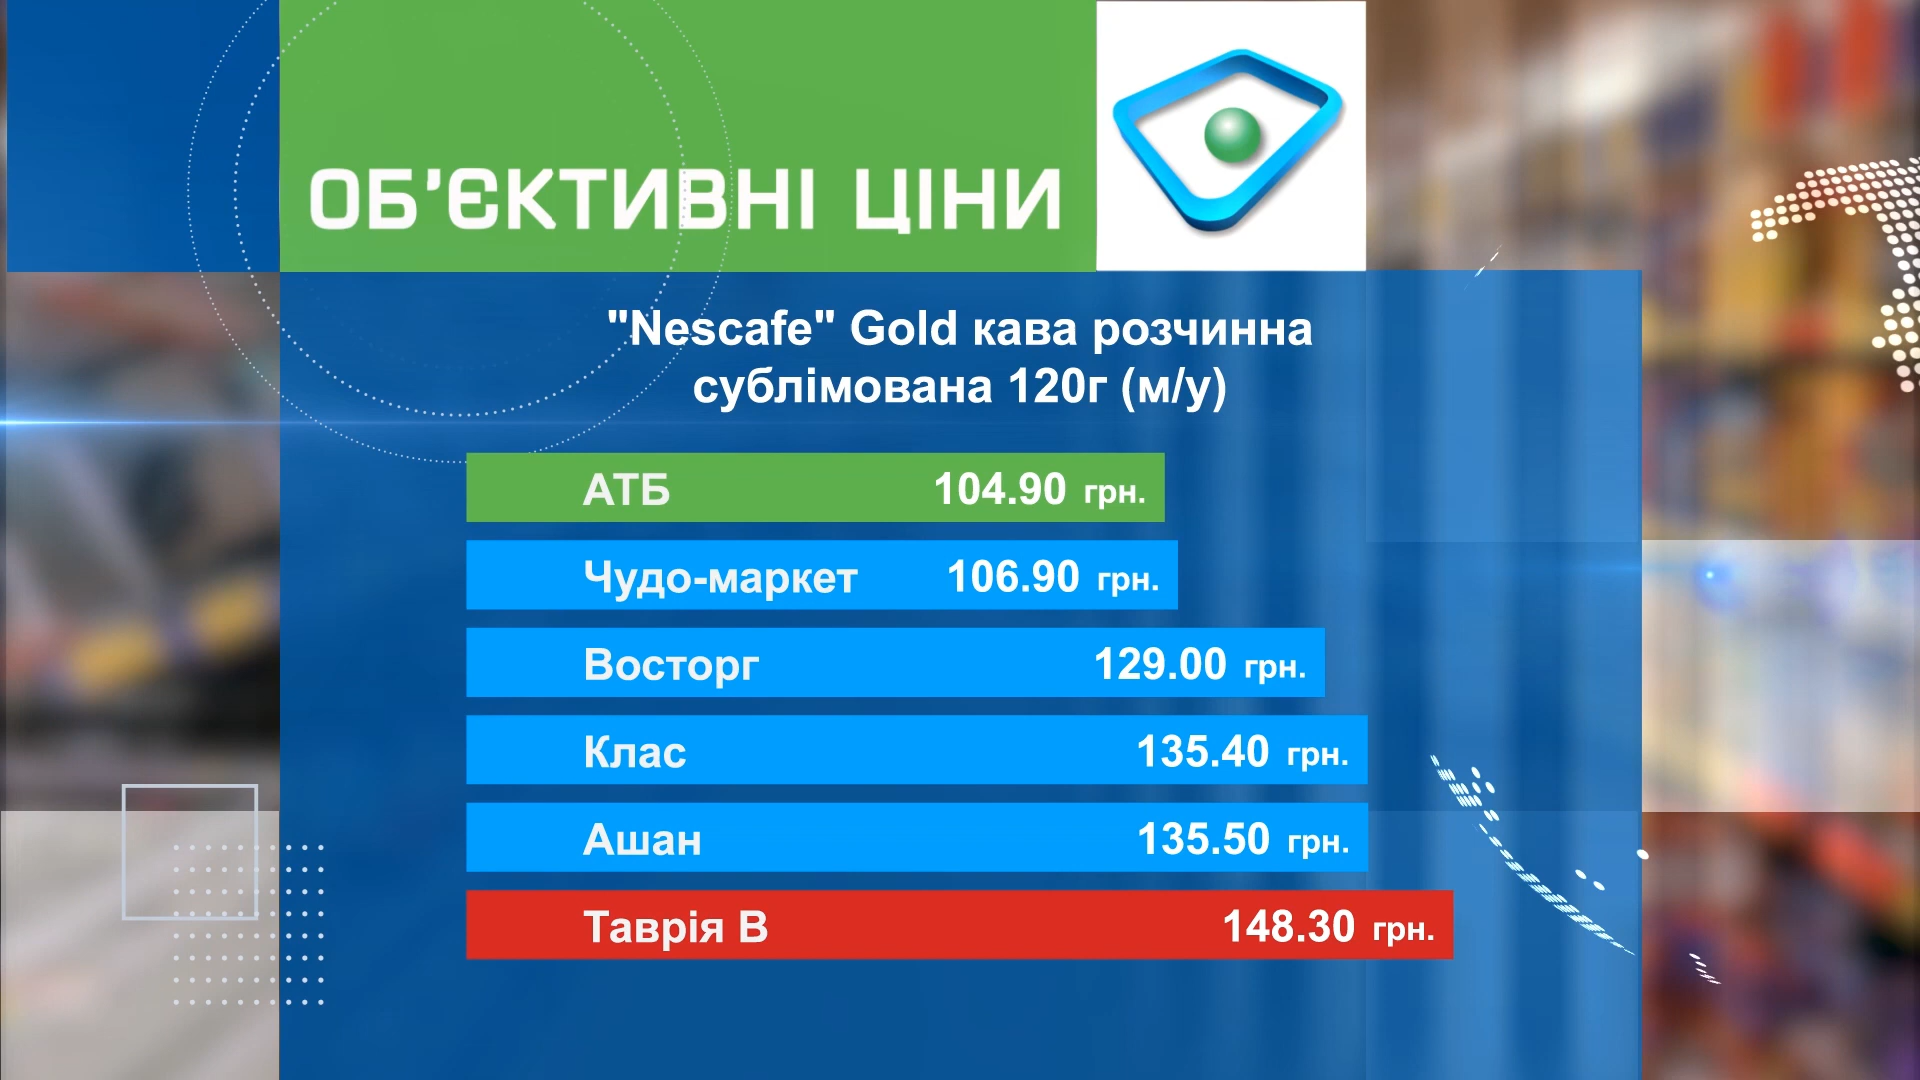 ОБ'ЄКТИВНІ ЦІНИ
"Nescafe" Gold кава розчинна
сублімована 120г (м/у)
АТБ 104.90 грн.
Чудо-маркет 106.90 грн.
Восторг 129.00 грн.
Клас 135.40 грн.
Ашан 135.50 грн.
Таврія В 148.30 грн.